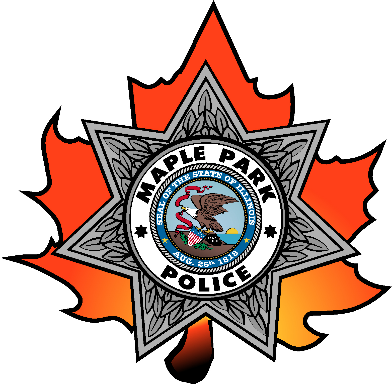 MAPLE PARK
SEAL OF THE STATE OF ILLINOIS
AUG. 26TH 1818
POLICE